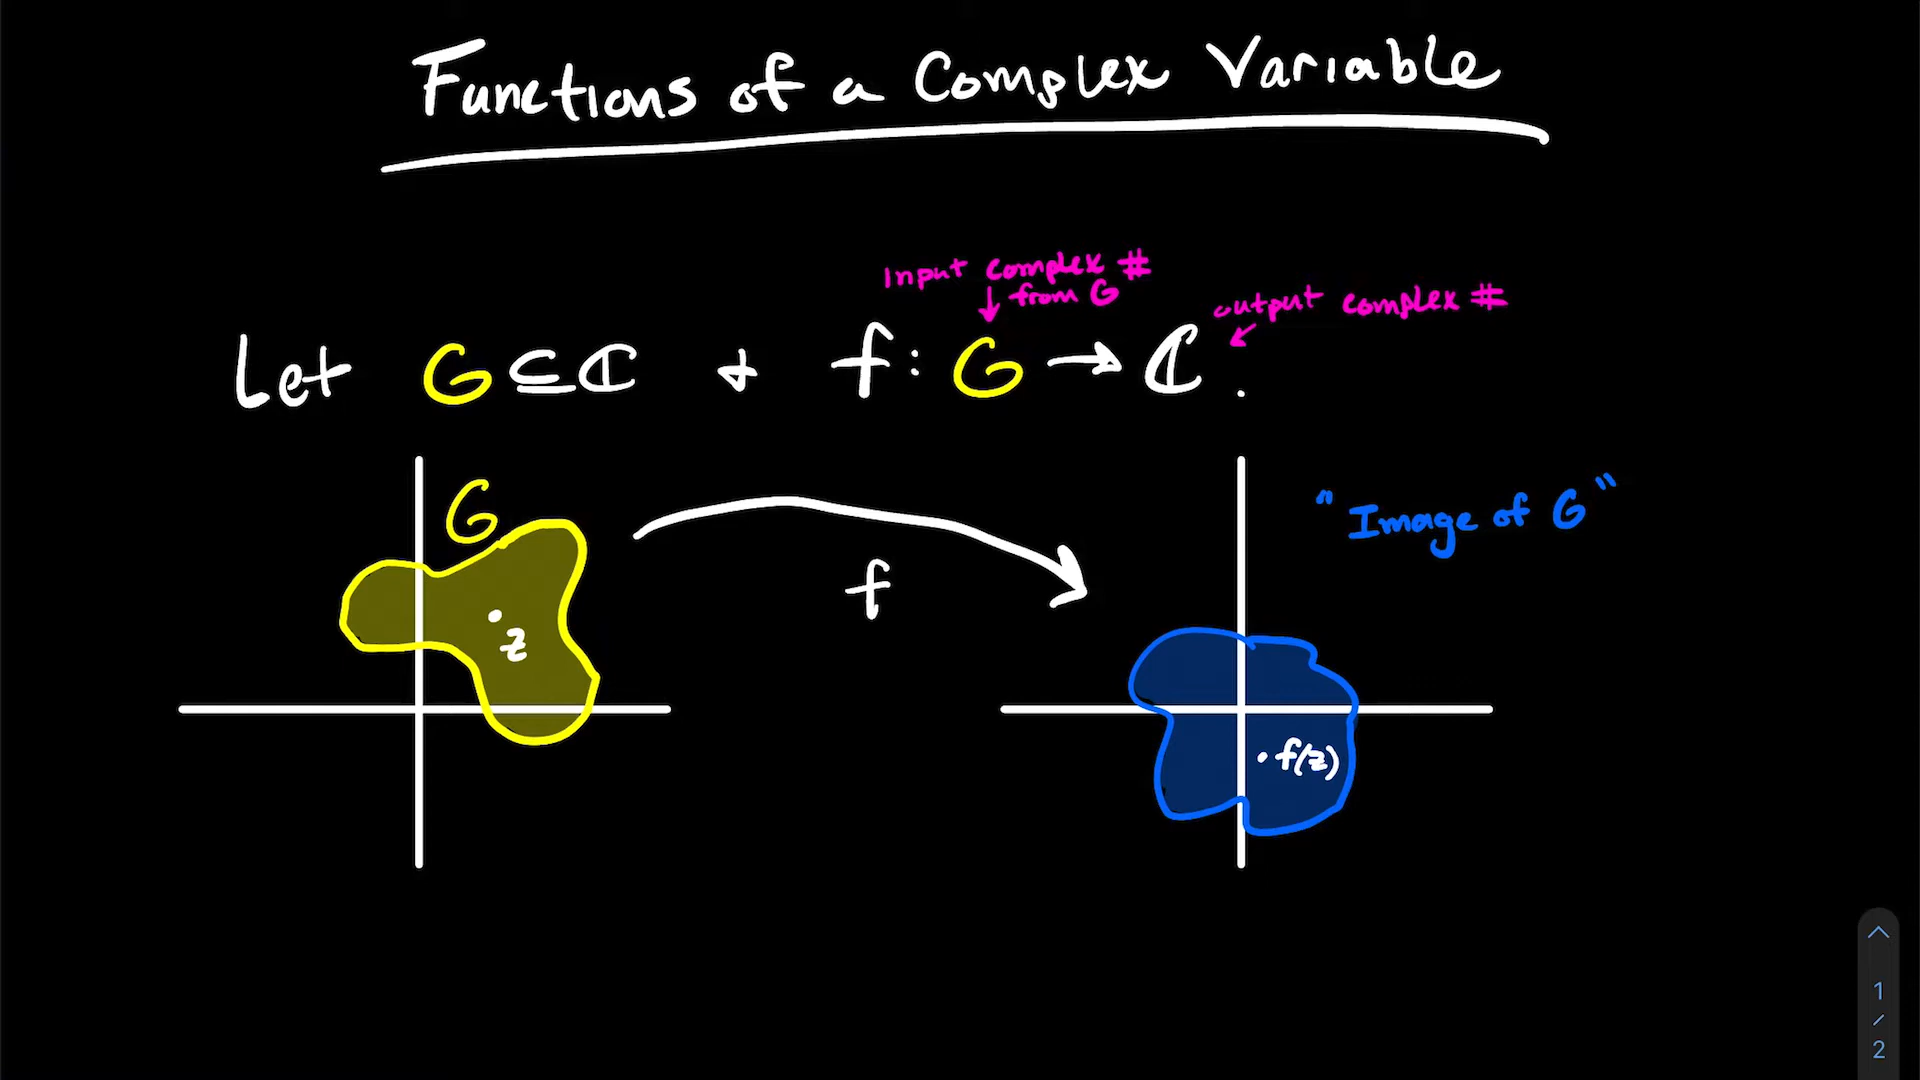 Functions of a Complex Variable
Input complex #
↓ from G
output complex #
Let G ⊆ ℂ & f: G → ℂ.
G
"Image of G"
f
z
f(z)
1
/
2